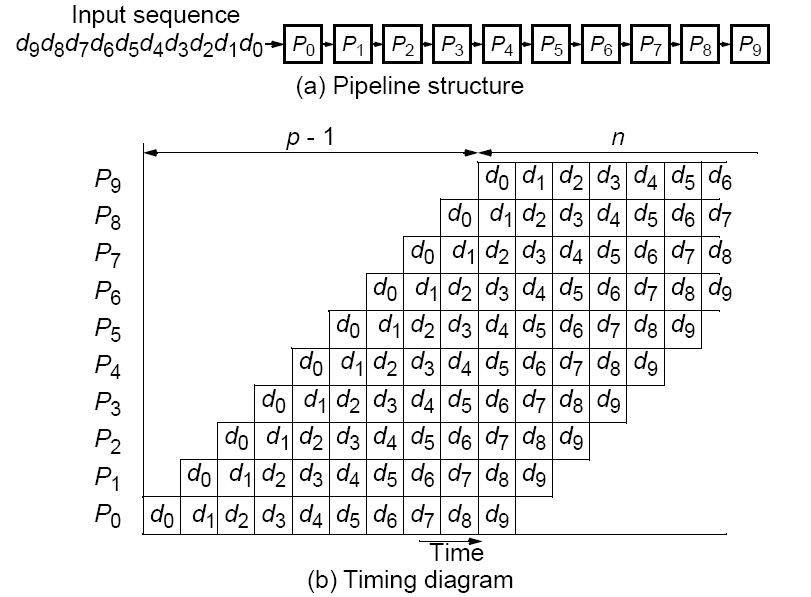 Input sequence
d9d8d7d6d5d4d3d2d1d0 P0 P1 P2 P3 P4 P5 P6 P7 P8 P9
(a) Pipeline structure
p - 1 n
P9 d0 d1 d2 d3 d4 d5 d6
P8 d0 d1 d2 d3 d4 d5 d6 d7
P7 d0 d1 d2 d3 d4 d5 d6 d7 d8
P6 d0 d1 d2 d3 d4 d5 d6 d7 d8 d9
P5 d0 d1 d2 d3 d4 d5 d6 d7 d8 d9
P4 d0 d1 d2 d3 d4 d5 d6 d7 d8 d9
P3 d0 d1 d2 d3 d4 d5 d6 d7 d8 d9
P2 d0 d1 d2 d3 d4 d5 d6 d7 d8 d9
P1 d0 d1 d2 d3 d4 d5 d6 d7 d8 d9
P0 d0 d1 d2 d3 d4 d5 d6 d7 d8 d9
Time
(b) Timing diagram